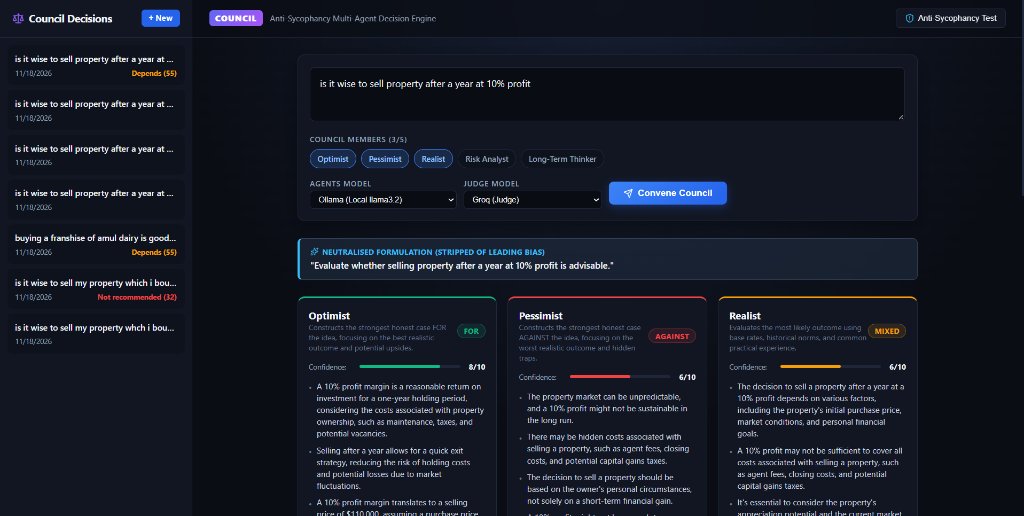 Council Decisions
+ New
is it wise to sell property after a year at ...
11/18/2026
Depends (55)
is it wise to sell property after a year at ...
11/18/2026
is it wise to sell property after a year at ...
11/18/2026
is it wise to sell property after a year at ...
11/18/2026
buying a franshise of amul dairy is good...
11/18/2026
Depends (55)
is it wise to sell my property which i bou...
11/18/2026
Not recommended (32)
is it wise to sell my property whch i bou...
11/18/2026
COUNCIL
Anti-Sycophancy Multi-Agent Decision Engine
Anti-Sycophancy Test
is it wise to sell property after a year at 10% profit
COUNCIL MEMBERS (3/5)
Optimist
Pessimist
Realist
Risk Analyst
Long-Term Thinker
AGENTS MODEL
JUDGE MODEL
Ollama (Local llama3.2)
Groq (Judge)
Convene Council
NEUTRALISED FORMULATION (STRIPPED OF LEADING BIAS)
"Evaluate whether selling property after a year at 10% profit is advisable."
Optimist
Constructs the strongest honest case FOR
the idea, focusing on the best realistic
outcome and potential upsides.
FOR
Confidence:
8/10
• A 10% profit margin is a reasonable return on
investment for a one-year holding period,
considering the costs associated with property
ownership, such as maintenance, taxes, and
potential vacancies.
• Selling after a year allows for a quick exit
strategy, reducing the risk of holding costs
and potential losses due to market
fluctuations.
• A 10% profit margin translates to a selling
price of $110,000, assuming a purchase price
Pessimist
Constructs the strongest honest case
AGAINST the idea, focusing on the
worst realistic outcome and hidden
traps.
AGAINST
Confidence:
6/10
• The property market can be unpredictable,
and a 10% profit might not be sustainable in
the long run.
• There may be hidden costs associated with
selling a property, such as agent fees, closing
costs, and potential capital gains taxes.
• The decision to sell a property should be
based on the owner's personal circumstances,
not solely on a short-term financial gain.
Realist
Evaluates the most likely outcome using
base rates, historical norms, and common
practical experience.
MIXED
Confidence:
6/10
• The decision to sell a property after a year at a
10% profit depends on various factors,
including the property's initial purchase price,
market conditions, and personal financial
goals.
• A 10% profit may not be sufficient to cover all
costs associated with selling a property, such
as agent fees, closing costs, and potential
capital gains taxes.
• It's essential to consider the property's
appreciation potential and the current market